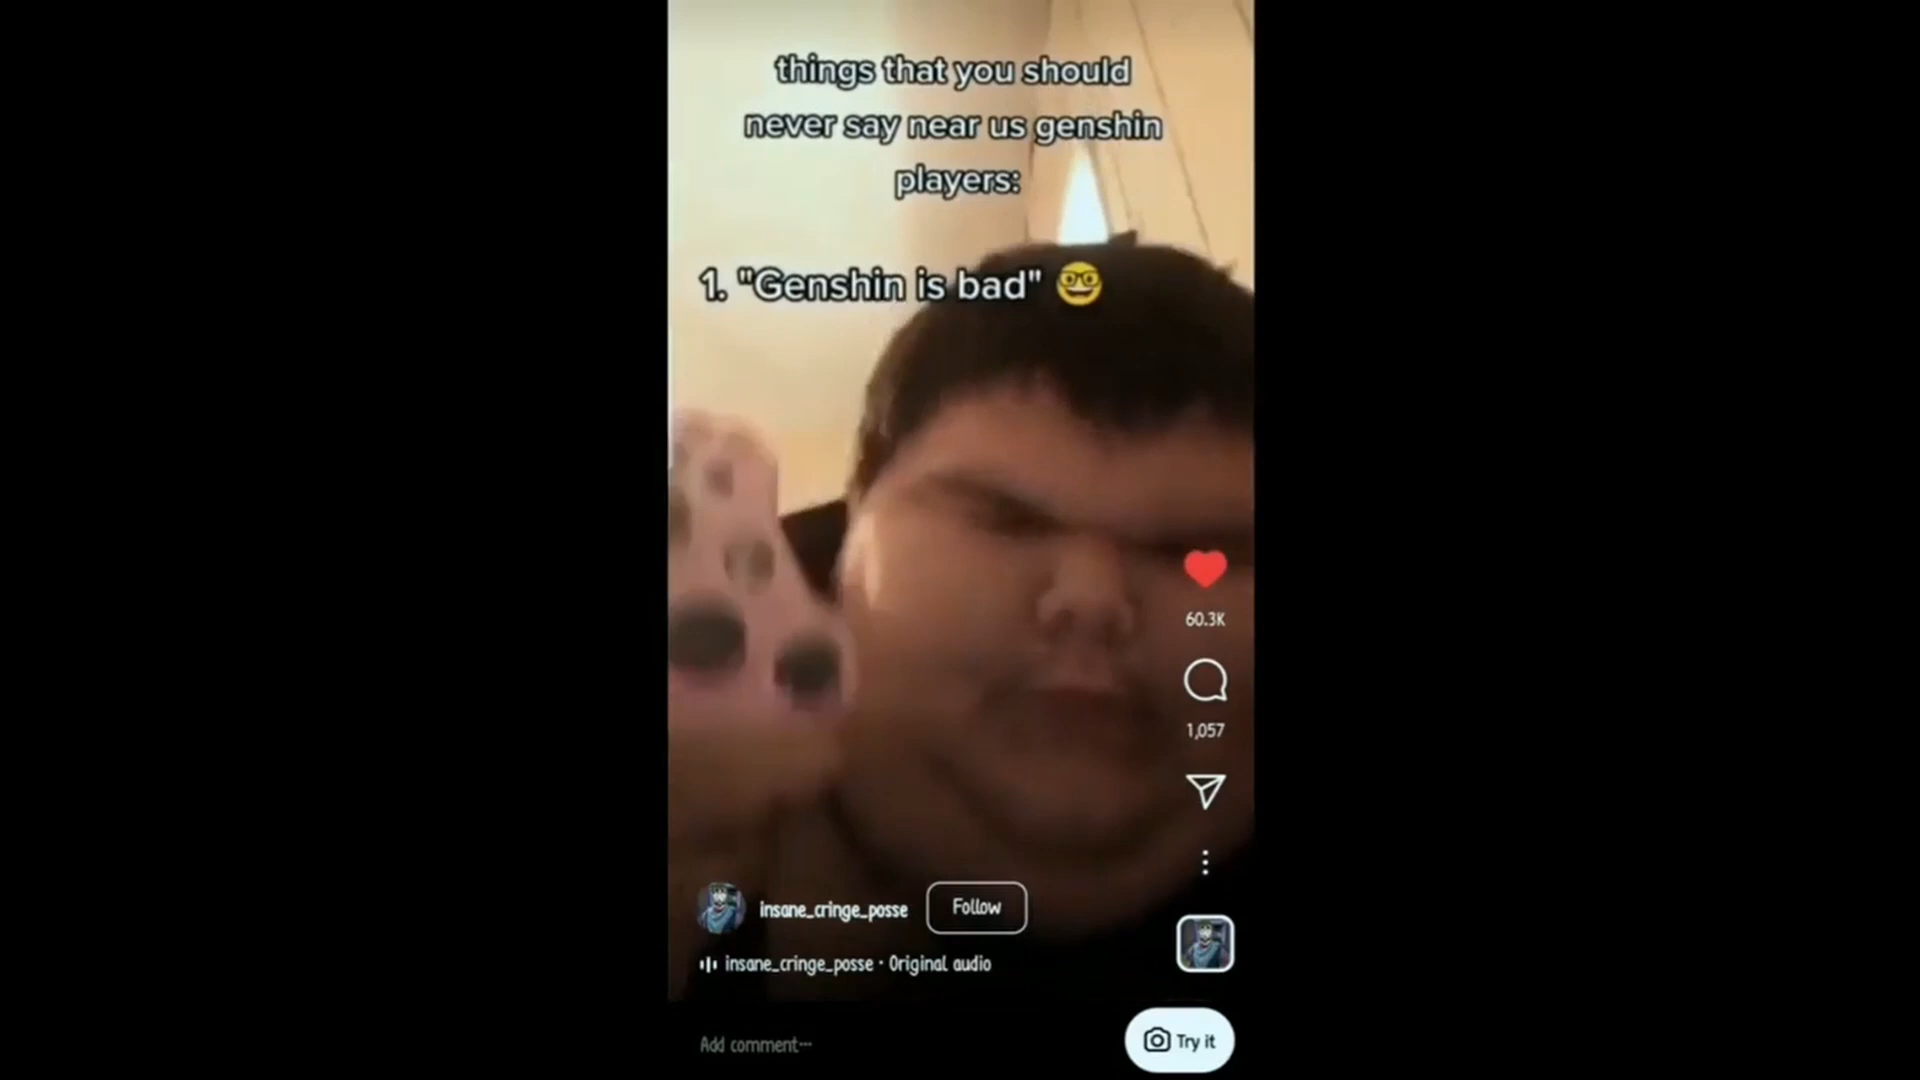 things that you should
never say near us genshin
players:
1. "Genshin is bad" 🤓
60.3K
1,057
insane_cringe_posse
Follow
insane_cringe_posse • Original audio
Add comment...
Try it